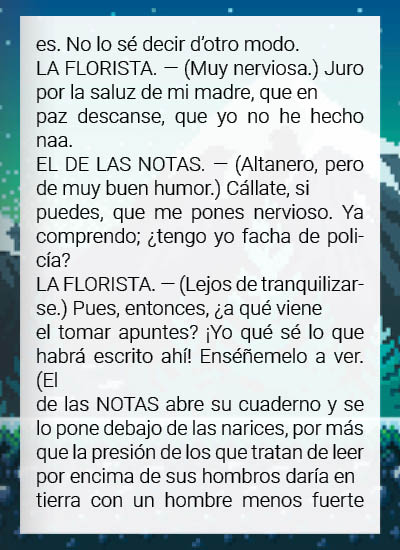 es. No lo sé decir d’otro modo.
LA FLORISTA. — (Muy nerviosa.) Juro
por la saluz de mi madre, que en
paz descanse, que yo no he hecho
naa.
EL DE LAS NOTAS. — (Altanero, pero
de muy buen humor.) Cállate, si
puedes, que me pones nervioso. Ya
comprendo; ¿tengo yo facha de poli-
cía?
LA FLORISTA. — (Lejos de tranquilizar-
se.) Pues, entonces, ¿a qué viene
el tomar apuntes? ¡Yo qué sé lo que
habrá escrito ahí! Enséñemelo a ver.
(El
de las NOTAS abre su cuaderno y se
lo pone debajo de las narices, por más
que la presión de los que tratan de leer
por encima de sus hombros daría en
tierra con un hombre menos fuerte